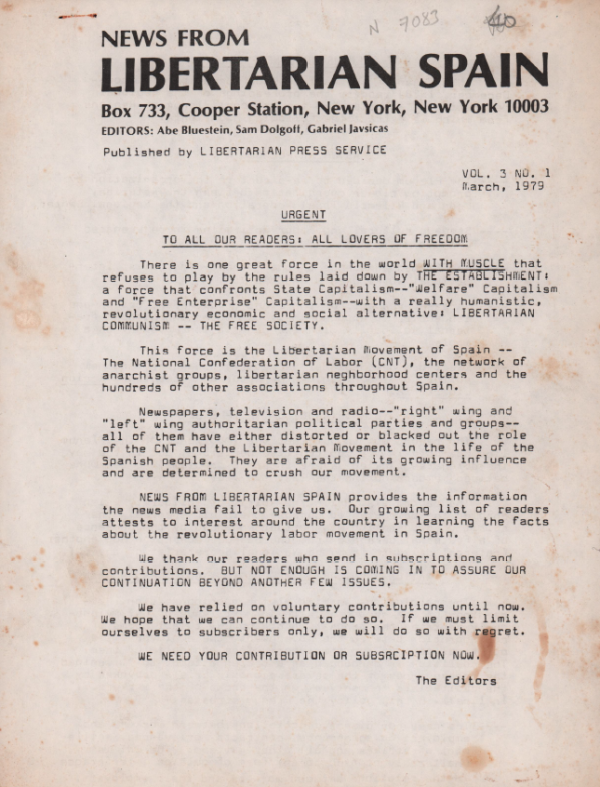 N 7083
NEWS FROM
LIBERTARIAN SPAIN
Box 733, Cooper Station, New York, New York 10003
EDITORS: Abe Bluestein, Sam Dolgoff, Gabriel Javsicas
Published by LIBERTARIAN PRESS SERVICE
VOL. 3 NO. 1
March, 1979
URGENT
TO ALL OUR READERS: ALL LOVERS OF FREEDOM
There is one great force in the world WITH MUSCLE that
refuses to play by the rules laid down by THE ESTABLISHMENT:
a force that confronts State Capitalism--"Welfare" Capitalism
and "Free Enterprise" Capitalism--with a really humanistic,
revolutionary economic and social alternative: LIBERTARIAN
COMMUNISM -- THE FREE SOCIETY.
This force is the Libertarian Movement of Spain --
The National Confederation of Labor (CNT), the network of
anarchist groups, libertarian neghborhood centers and the
hundreds of other associations throughout Spain.
Newspapers, television and radio--"right" wing and
"left" wing authoritarian political parties and groups--
all of them have either distorted or blacked out the role
of the CNT and the Libertarian Movement in the life of the
Spanish people. They are afraid of its growing influence
and are determined to crush our movement.
NEWS FROM LIBERTARIAN SPAIN provides the information
the news media fail to give us. Our growing list of readers
attests to interest around the country in learning the facts
about the revolutionary labor movement in Spain.
We thank our readers who send in subscriptions and
contributions. BUT NOT ENOUGH IS COMING IN TO ASSURE OUR
CONTINUATION BEYOND ANOTHER FEW ISSUES.
We have relied on voluntary contributions until now.
We hope that we can continue to do so. If we must limit
ourselves to subscribers only, we will do so with regret.
WE NEED YOUR CONTRIBUTION OR SUBSRCIPTION NOW.
The Editors